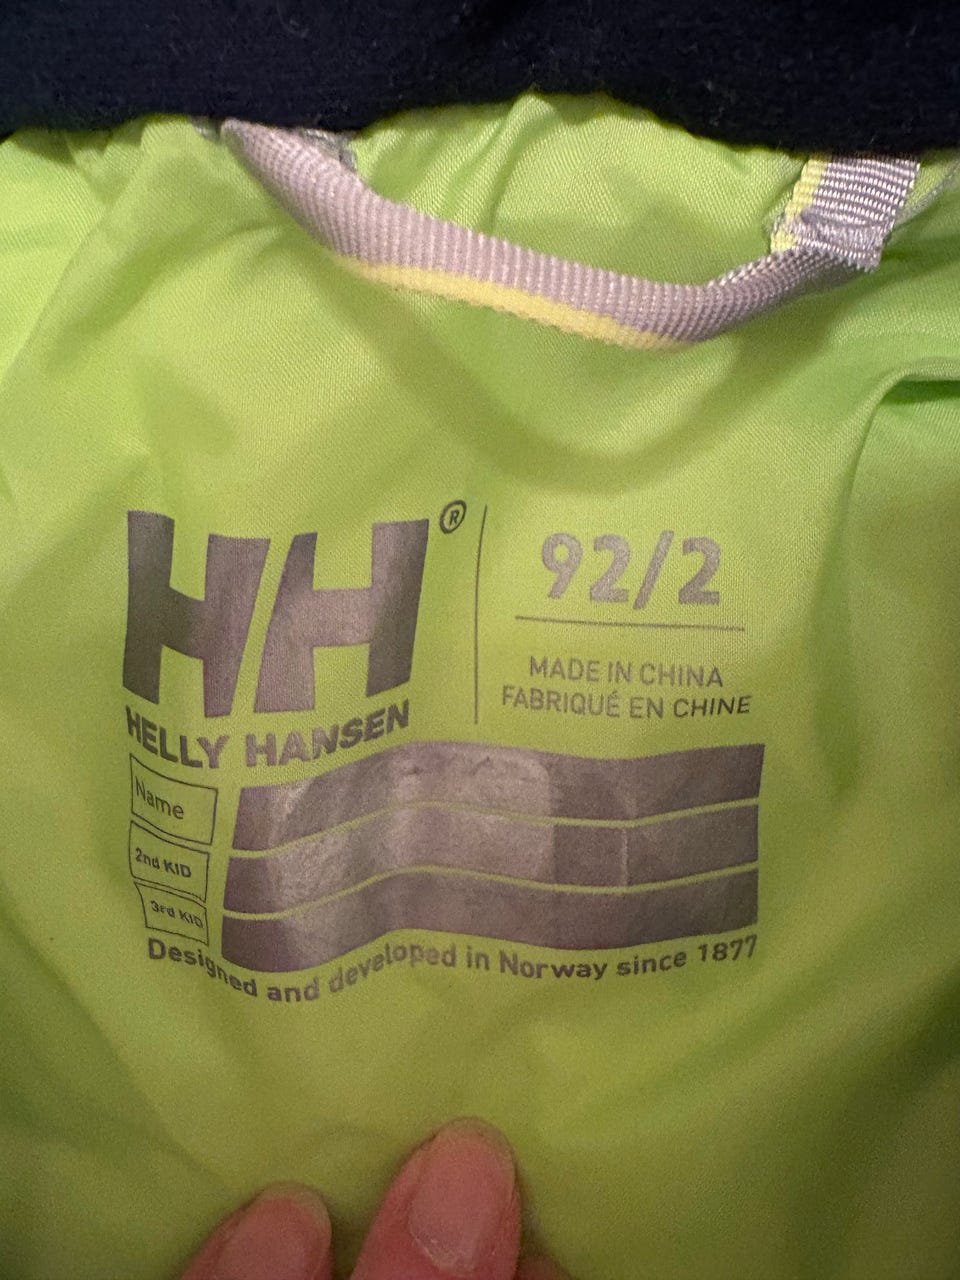 HH®
HELLY HANSEN
92/2
MADE IN CHINA
FABRIQUÉ EN CHINE
Name
2nd KID
3rd KID
Designed and developed in Norway since 1877